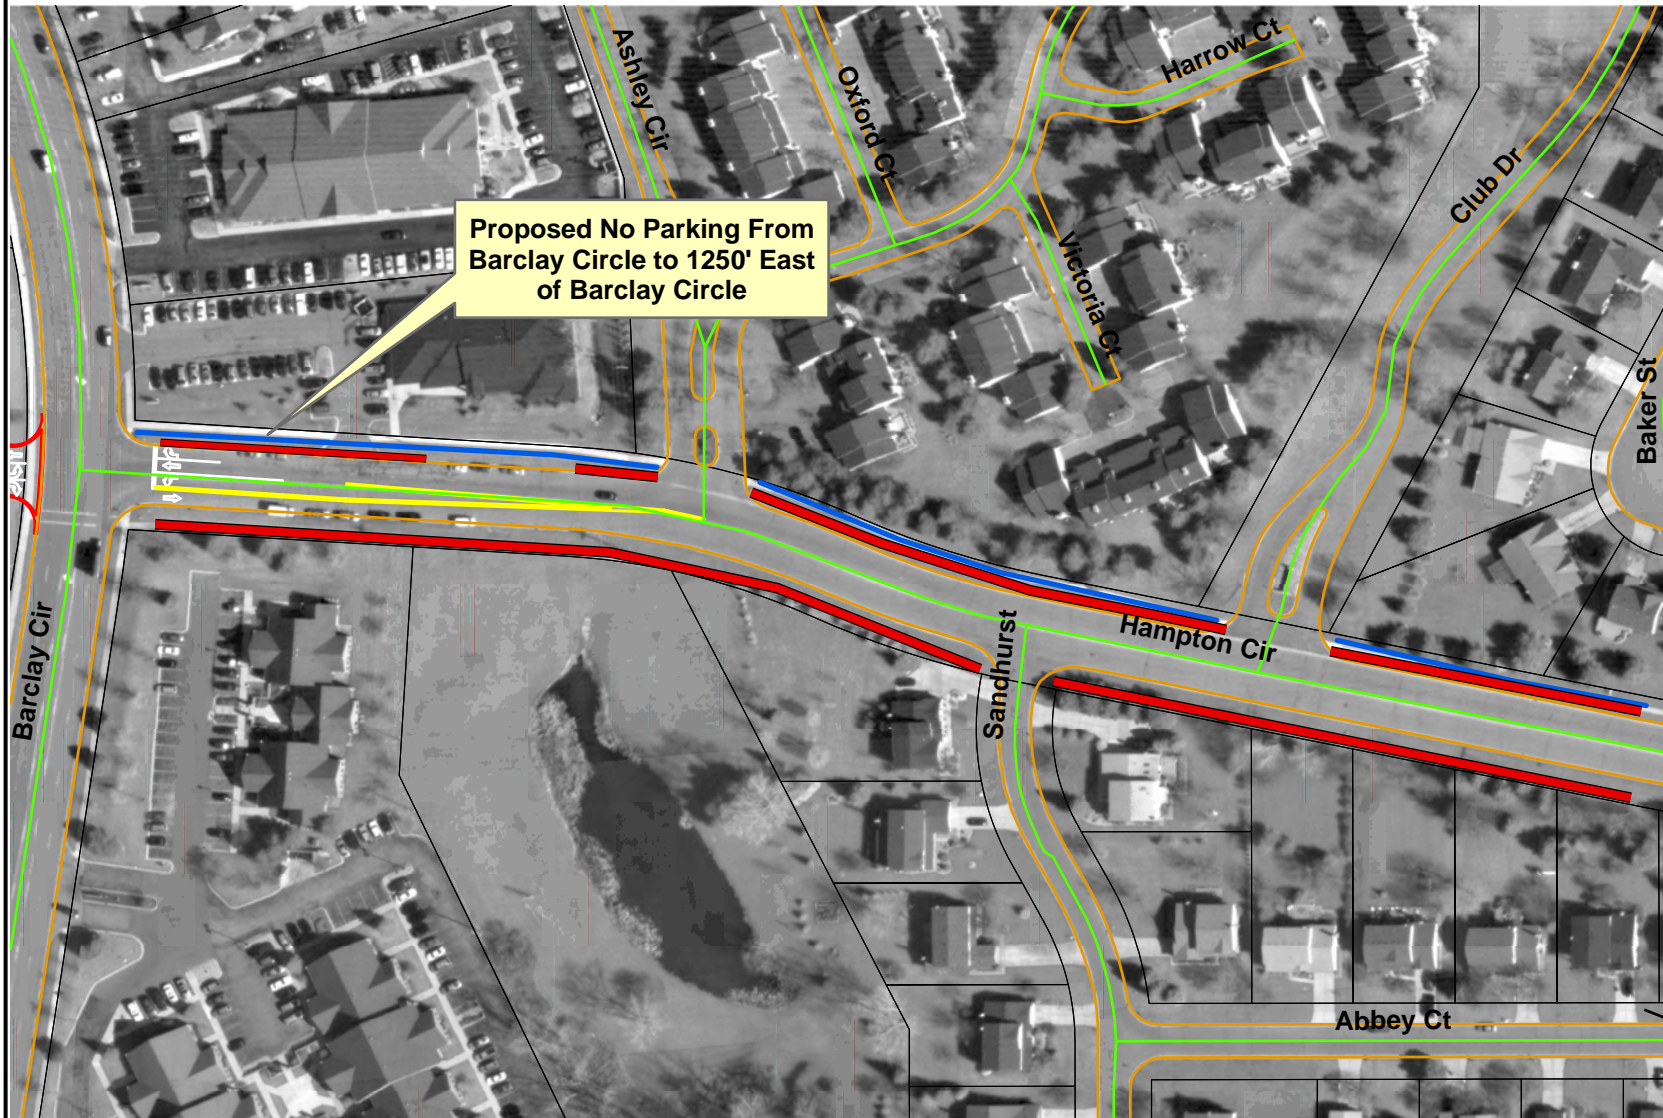 Ashley Cir
Oxford Ct
Harrow Ct
Club Dr
Proposed No Parking From
Barclay Circle to 1250' East
of Barclay Circle
Victoria Ct
Baker St
Barclay Cir
Sandhurst
Hampton Cir
Abbey Ct